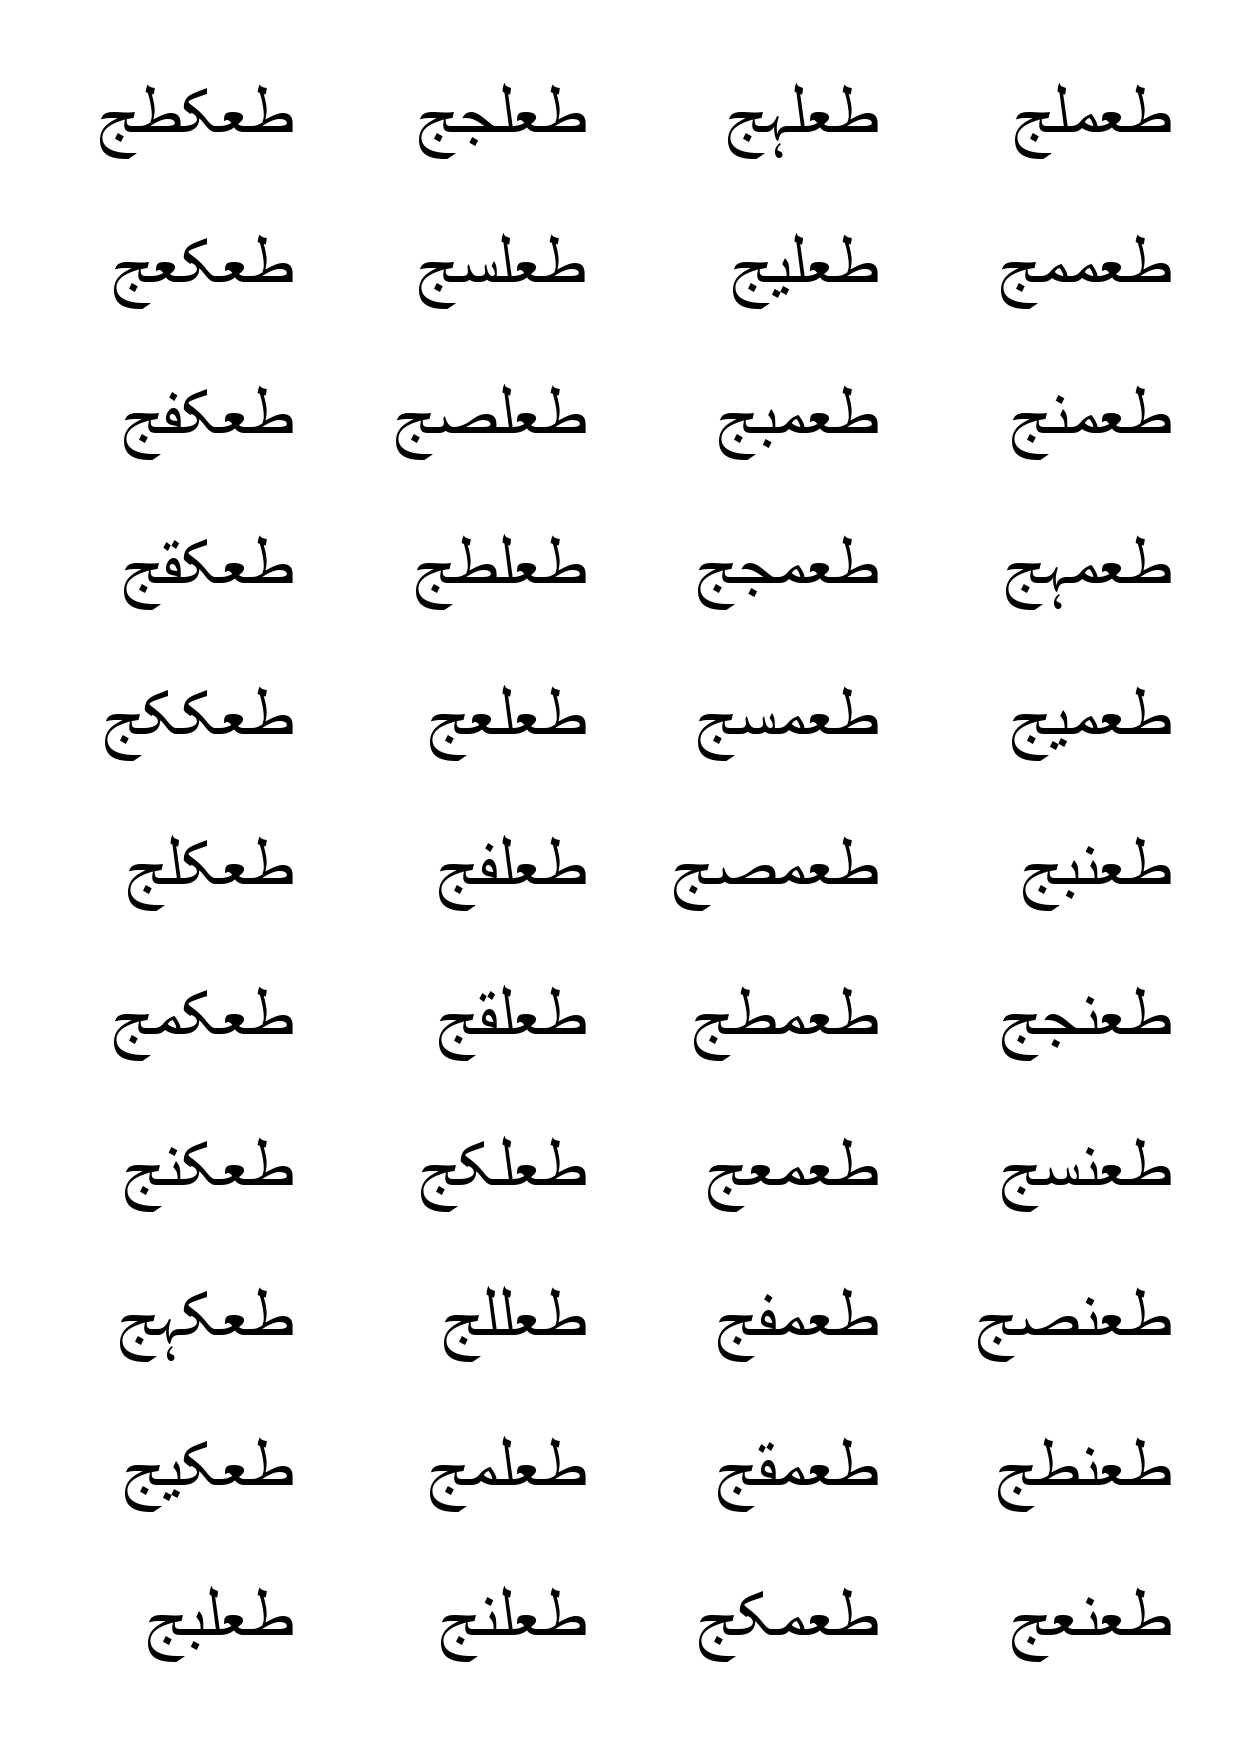 طعملج طعلہج طعلجج طعکطج
طعممج طعلیج طعلسج طعکعج
طعمنج طعمبج طعلصج طعکفج
طعمہج طعمجج طعلطج طعکقج
طعمیج طعمسج طعلعج طعککج
طعنبج طعمصج طعلفج طعکلج
طعنجج طعمطج طعلقج طعکمج
طعنسج طعمعج طعلکج طعکنج
طعنصج طعمفج طعللج طعکہج
طعنطج طعمقج طعلمج طعکیج
طعنعج طعمکج طعلنج طعلبج